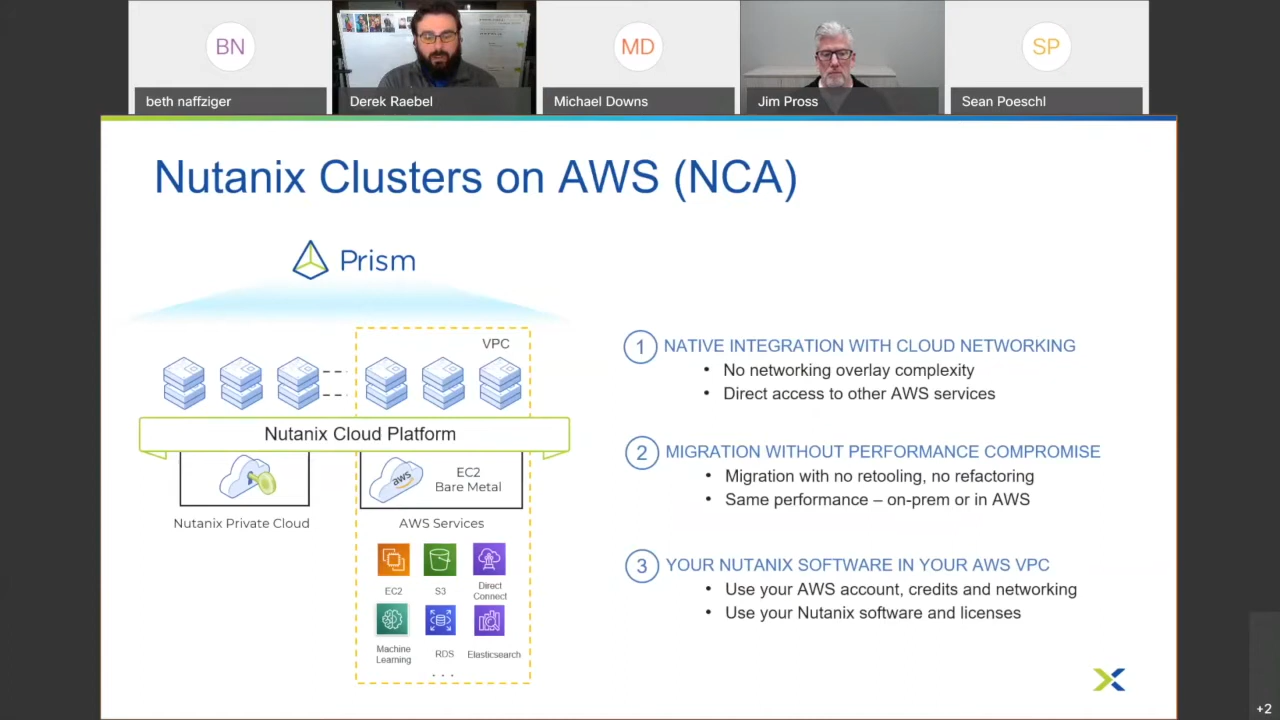 BN
MD
SP
beth naffziger
Derek Raebel
Michael Downs
Jim Pross
Sean Poeschl
Nutanix Clusters on AWS (NCA)
Prism
VPC
Nutanix Cloud Platform
aws
EC2
Bare Metal
Nutanix Private Cloud
AWS Services
EC2
S3
Direct
Connect
Machine
Learning
RDS
Elasticsearch
. . .
1 NATIVE INTEGRATION WITH CLOUD NETWORKING
• No networking overlay complexity
• Direct access to other AWS services
2 MIGRATION WITHOUT PERFORMANCE COMPROMISE
• Migration with no retooling, no refactoring
• Same performance – on-prem or in AWS
3 YOUR NUTANIX SOFTWARE IN YOUR AWS VPC
• Use your AWS account, credits and networking
• Use your Nutanix software and licenses
+2